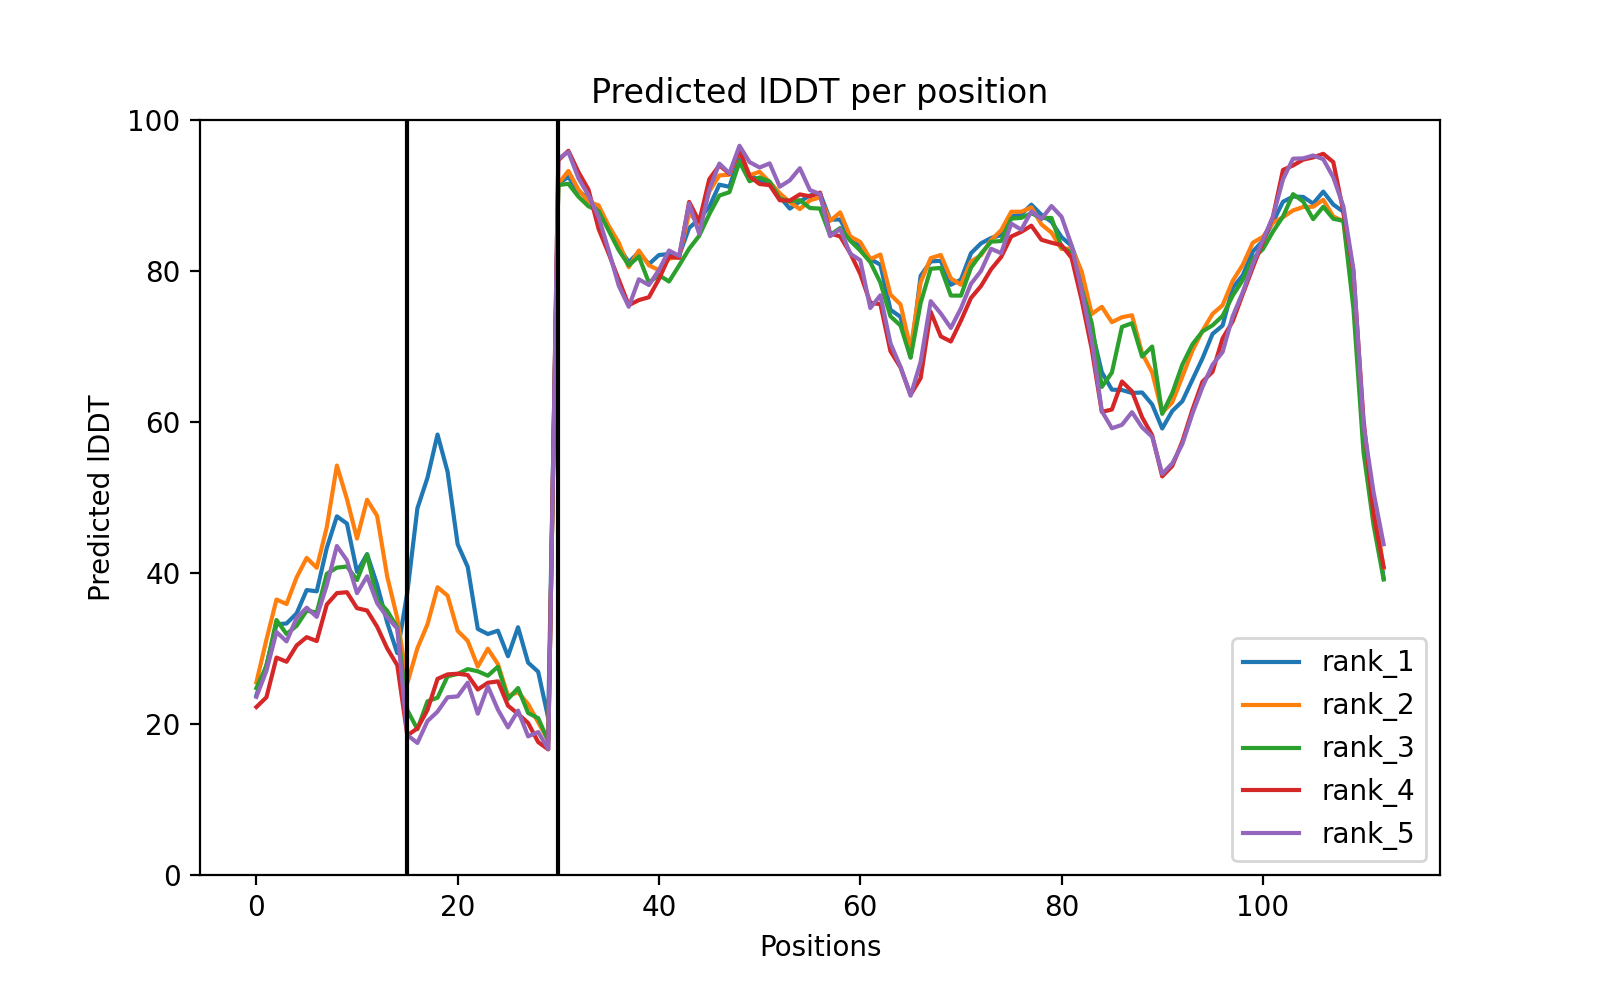 Predicted lDDT per position
Predicted lDDT
100
80
60
40
20
0
0 20 40 60 80 100
Positions
rank_1
rank_2
rank_3
rank_4
rank_5